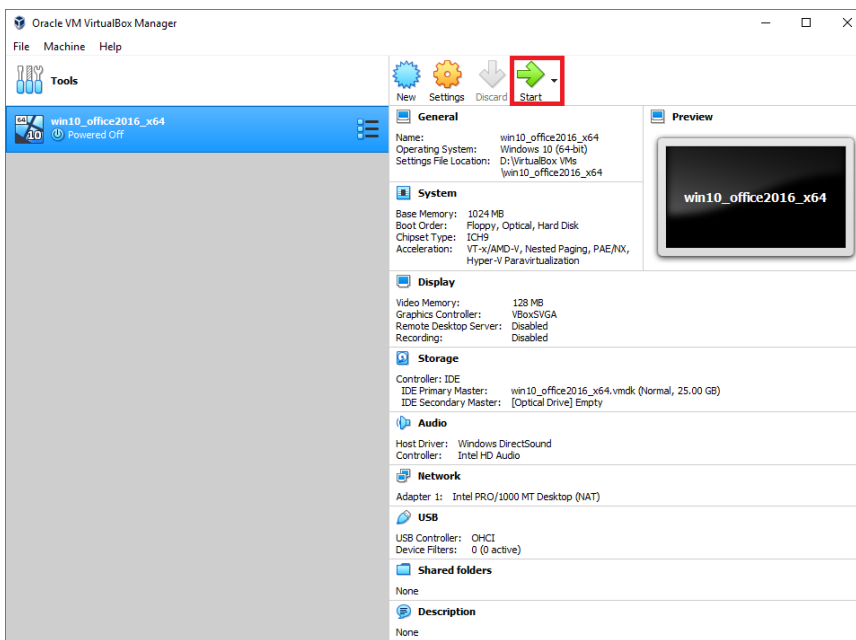 Oracle VM VirtualBox Manager
File Machine Help
Tools
New Settings Discard Start
64
10
win10_office2016_x64
Powered Off
General
Name: win10_office2016_x64
Operating System: Windows 10 (64-bit)
Settings File Location: D:\VirtualBox VMs
\win10_office2016_x64
Preview
win10_office2016_x64
System
Base Memory: 1024 MB
Boot Order: Floppy, Optical, Hard Disk
Chipset Type: ICH9
Acceleration: VT-x/AMD-V, Nested Paging, PAE/NX,
Hyper-V Paravirtualization
Display
Video Memory: 128 MB
Graphics Controller: VBoxSVGA
Remote Desktop Server: Disabled
Recording: Disabled
Storage
Controller: IDE
IDE Primary Master: win10_office2016_x64.vmdk (Normal, 25.00 GB)
IDE Secondary Master: [Optical Drive] Empty
Audio
Host Driver: Windows DirectSound
Controller: Intel HD Audio
Network
Adapter 1: Intel PRO/1000 MT Desktop (NAT)
USB
USB Controller: OHCI
Device Filters: 0 (0 active)
Shared folders
None
Description
None